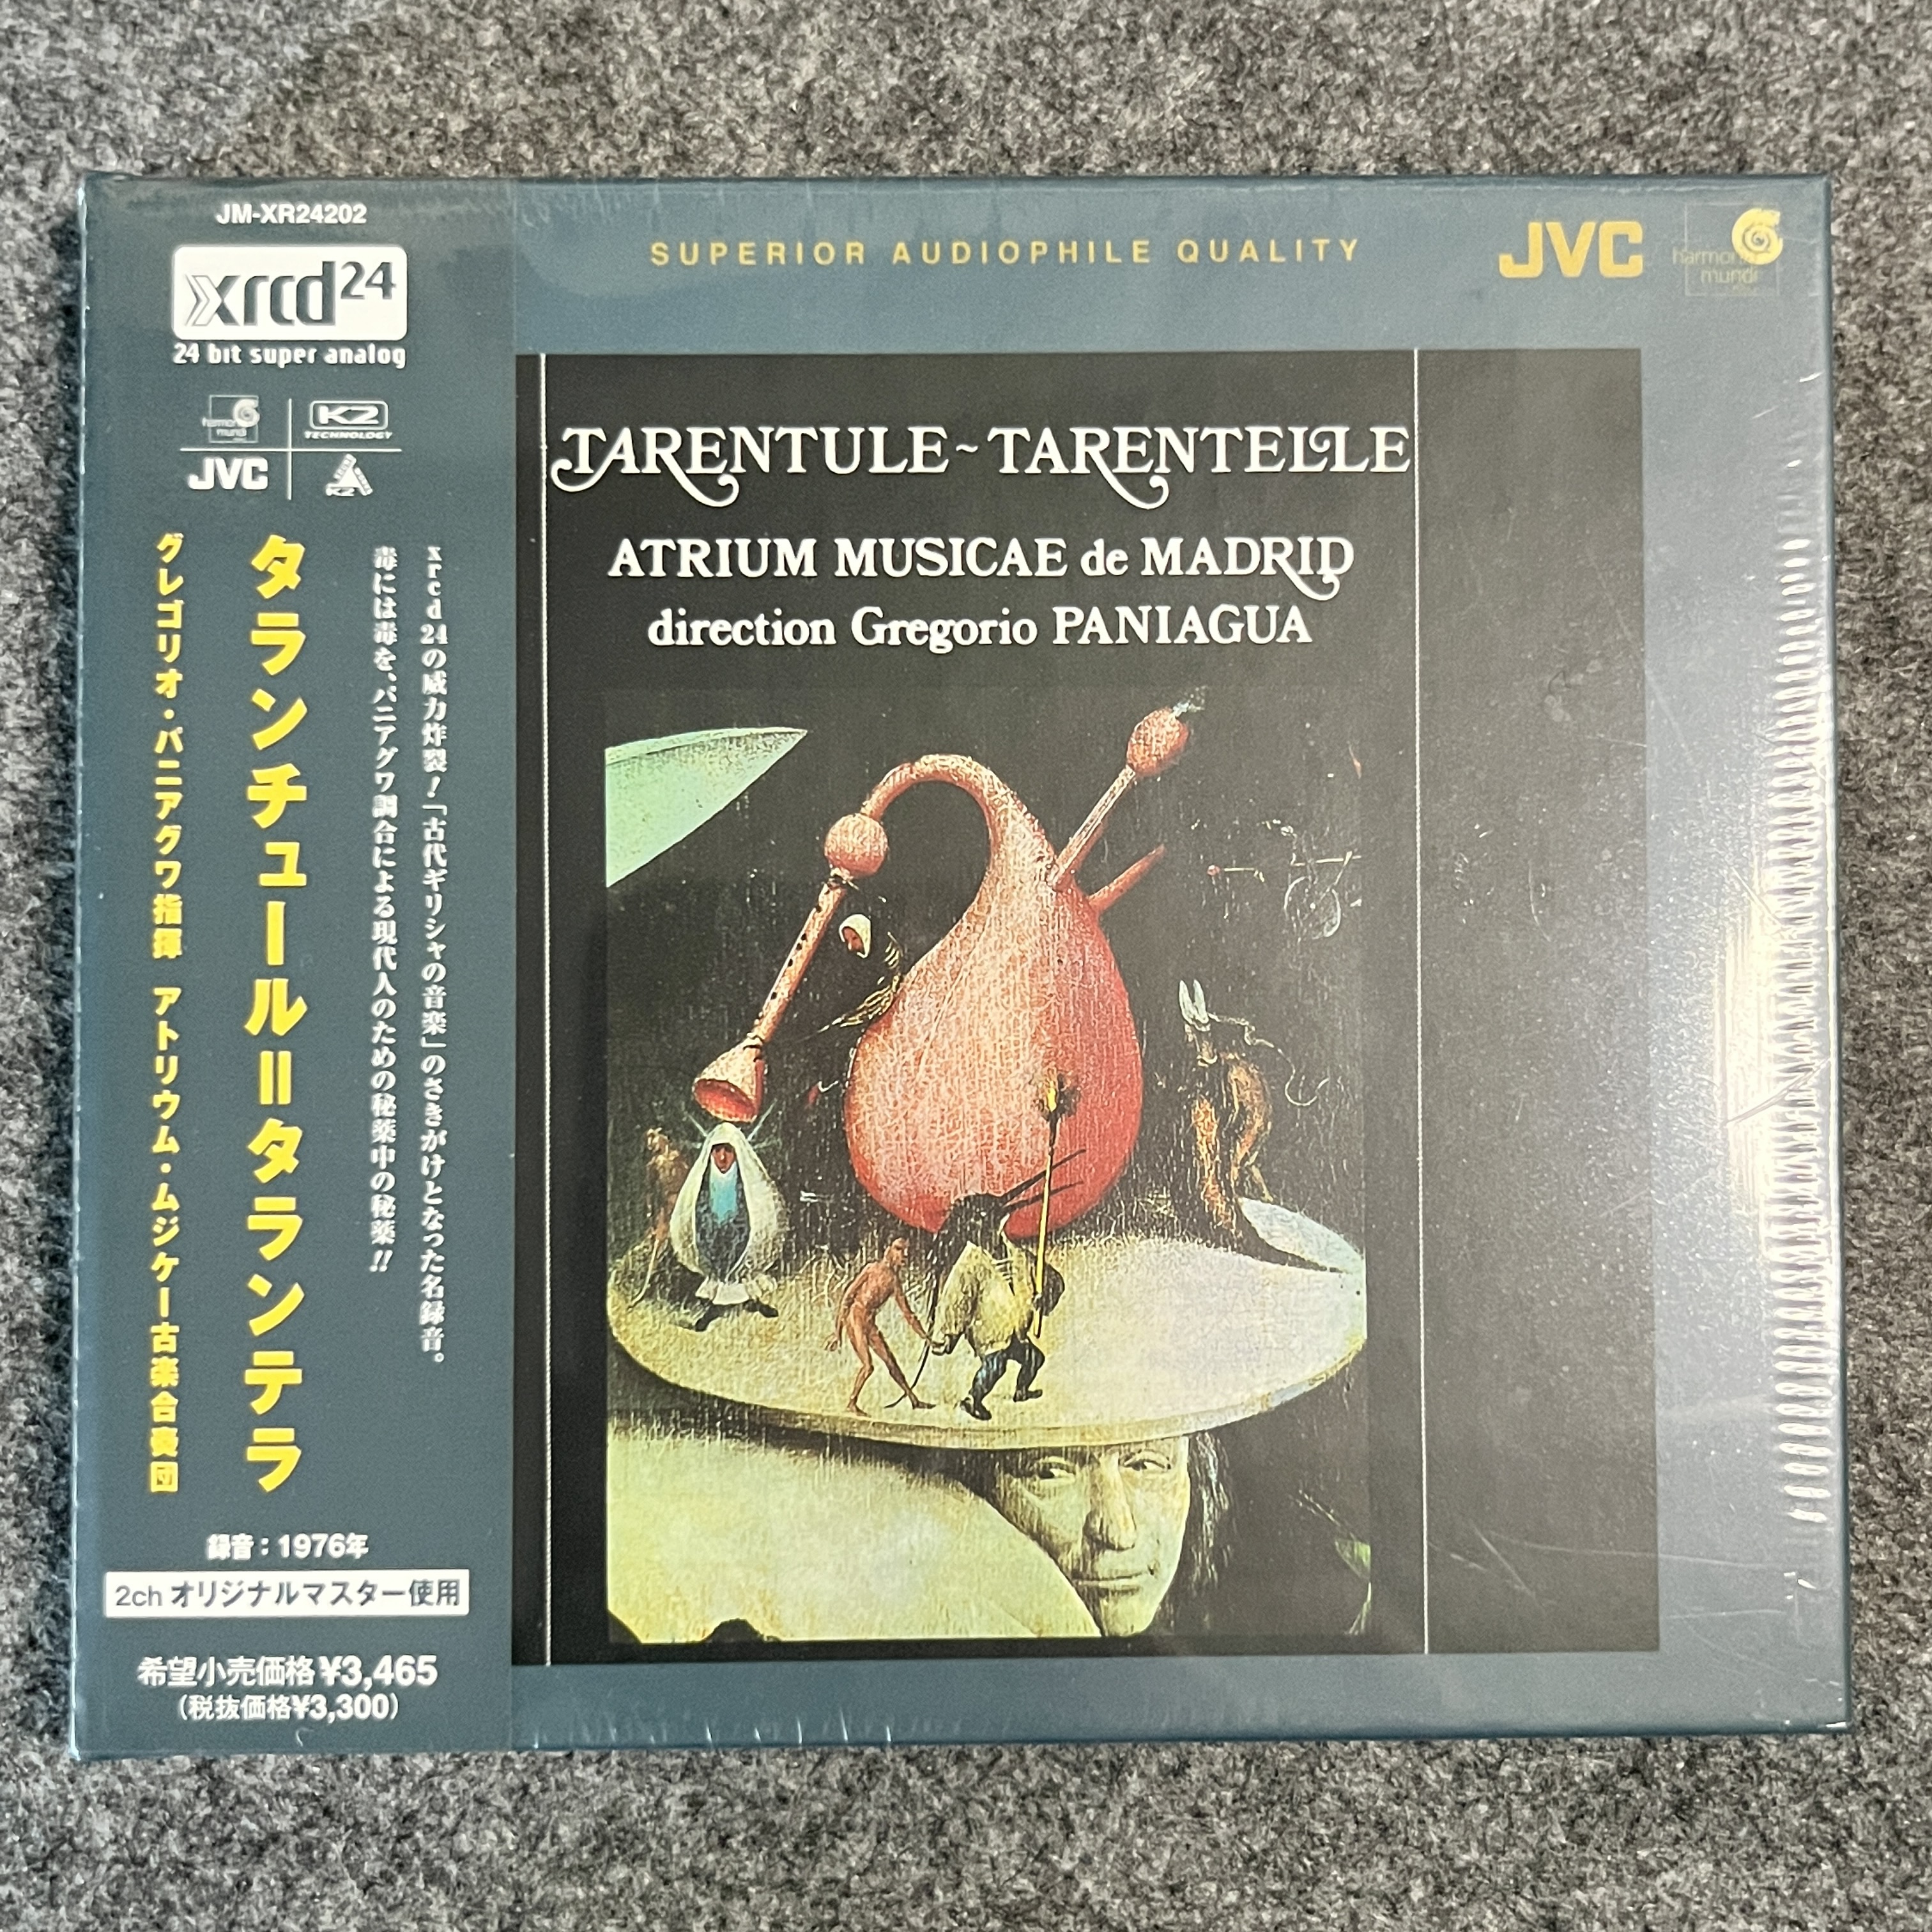 JM-XR24202
xrcd24
24 bit super analog
harmonia
mundi
K2
TECHNOLOGY
JVC
K2
xrcd24の威力炸裂!「古代ギリシャの音楽」のさきがけとなった名録音。
毒には毒を、パニアグワ調合による現代人のための秘薬中の秘薬!!
タランチュール=タランテラ
グレゴリオ・パニアグワ指揮 アトリウム・ムジケー古楽合奏団
録音:1976年
2ch オリジナルマスター使用
希望小売価格¥3,465
(税抜価格¥3,300)
SUPERIOR AUDIOPHILE QUALITY
JVC
harmonia
mundi
TARENTULE~TARENTELLE
ATRIUM MUSICAE de MADRID
direction Gregorio PANIAGUA